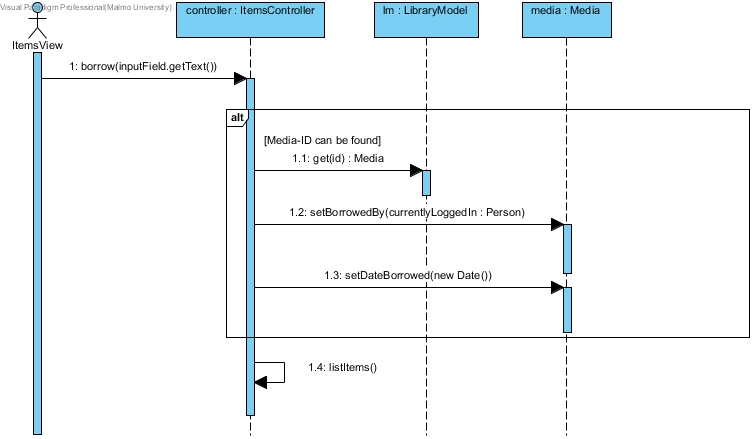 Visual Paradigm Professional(Malmo University)
controller : ItemsController
lm : LibraryModel
media : Media
ItemsView
1: borrow(inputField.getText())
alt
[Media-ID can be found]
1.1: get(id) : Media
1.2: setBorrowedBy(currentlyLoggedIn : Person)
1.3: setDateBorrowed(new Date())
1.4: listItems()